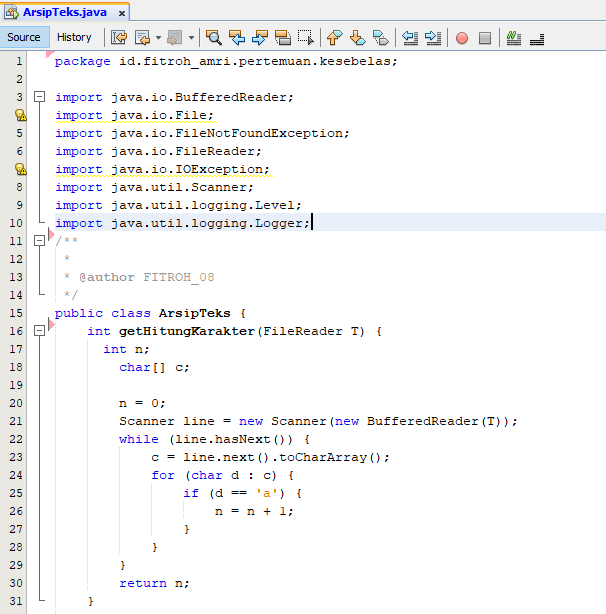 ArsipTeks.java
Source History
1 package id.fitroh_amri.pertemuan.kesebelas;
2
3 import java.io.BufferedReader;
import java.io.File;
5 import java.io.FileNotFoundException;
6 import java.io.FileReader;
import java.io.IOException;
8 import java.util.Scanner;
9 import java.util.logging.Level;
10 import java.util.logging.Logger;
11 /**
12  *
13  * @author FITROH_08
14  */
15 public class ArsipTeks {
16     int getHitungKarakter(FileReader T) {
17       int n;
18         char[] c;
19
20         n = 0;
21         Scanner line = new Scanner(new BufferedReader(T));
22         while (line.hasNext()) {
23             c = line.next().toCharArray();
24             for (char d : c) {
25                 if (d == 'a') {
26                     n = n + 1;
27                 }
28             }
29         }
30         return n;
31     }